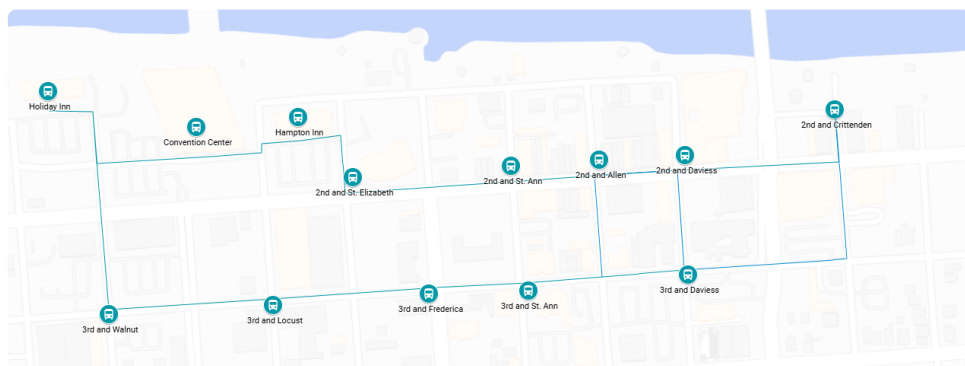 Holiday Inn
Convention Center
Hampton Inn
2nd and Crittenden
2nd and St. Elizabeth
2nd and St. Ann
2nd and Allen
2nd and Daviess
3rd and Walnut
3rd and Locust
3rd and Frederica
3rd and St. Ann
3rd and Daviess